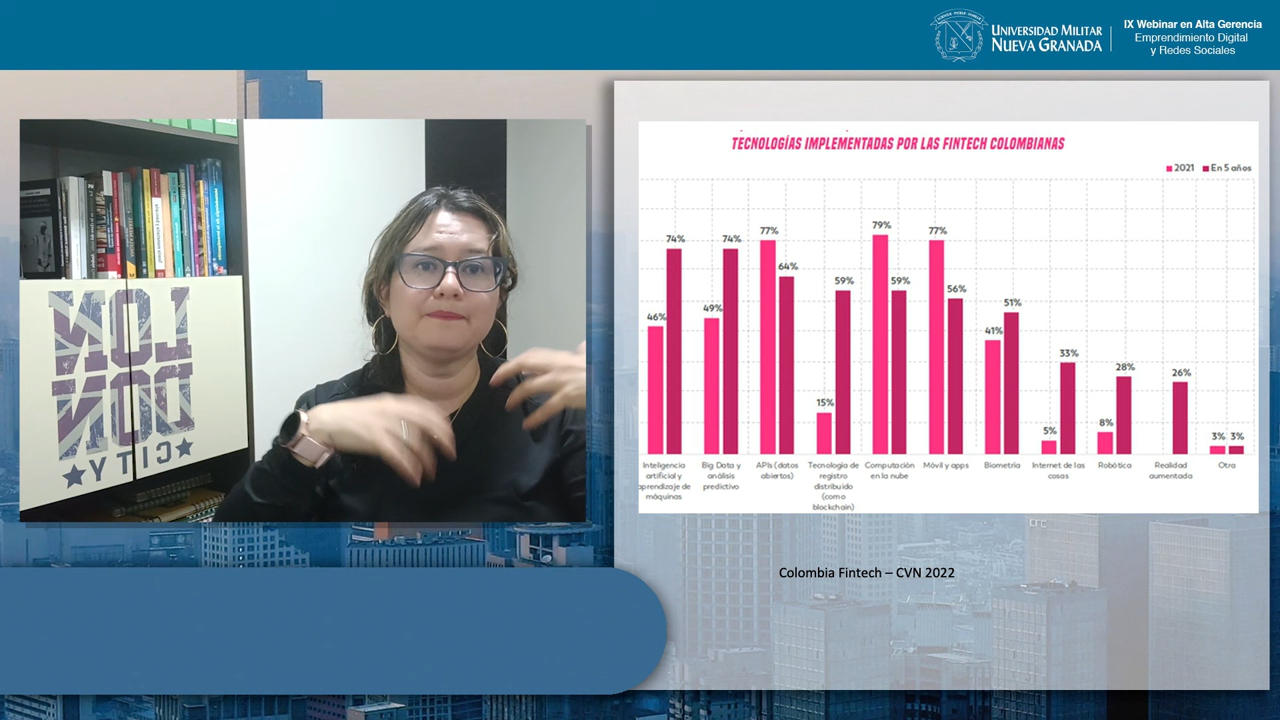 UNIVERSIDAD MILITAR
NUEVA GRANADA
IX Webinar en Alta Gerencia
Emprendimiento Digital
y Redes Sociales
TECNOLOGÍAS IMPLEMENTADAS POR LAS FINTECH COLOMBIANAS
2021 En 5 años
46% 74%
49% 74%
77% 64%
15% 59%
79% 59%
77% 56%
41% 51%
5% 33%
8% 28%
26%
3% 3%
Inteligencia
artificial y
aprendizaje de
máquinas
Big Data y
análisis
predictivo
APIs (datos
abiertos)
Tecnología de
registro
distribuido
(como
blockchain)
Computación
en la nube
Móvil y apps
Biometría
Internet de las
cosas
Robótica
Realidad
aumentada
Otra
Colombia Fintech – CVN 2022
LON
DON
CITY